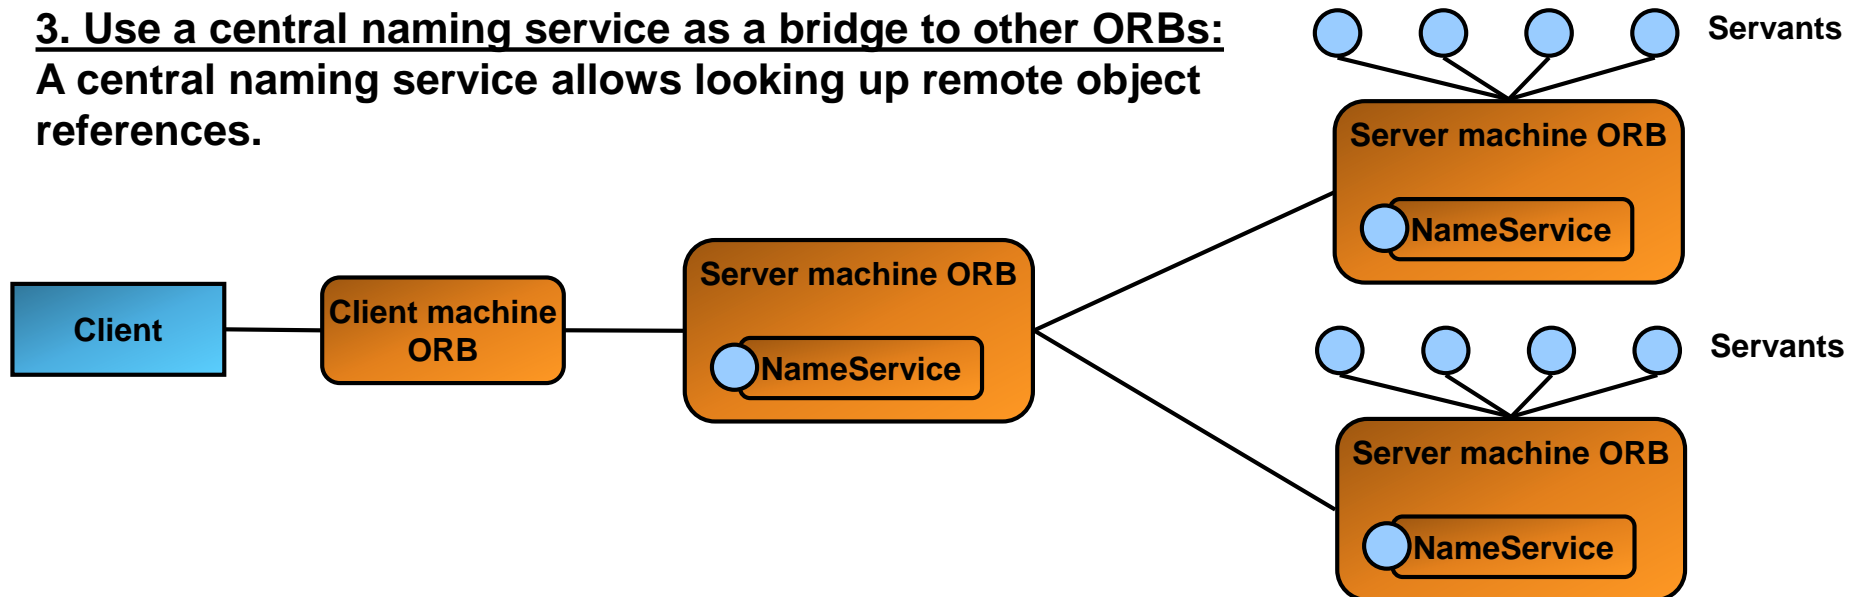 3. Use a central naming service as a bridge to other ORBs:
A central naming service allows looking up remote object
references.
Servants
Server machine ORB
NameService
Server machine ORB
NameService
Client
Client machine
ORB
Servants
Server machine ORB
NameService